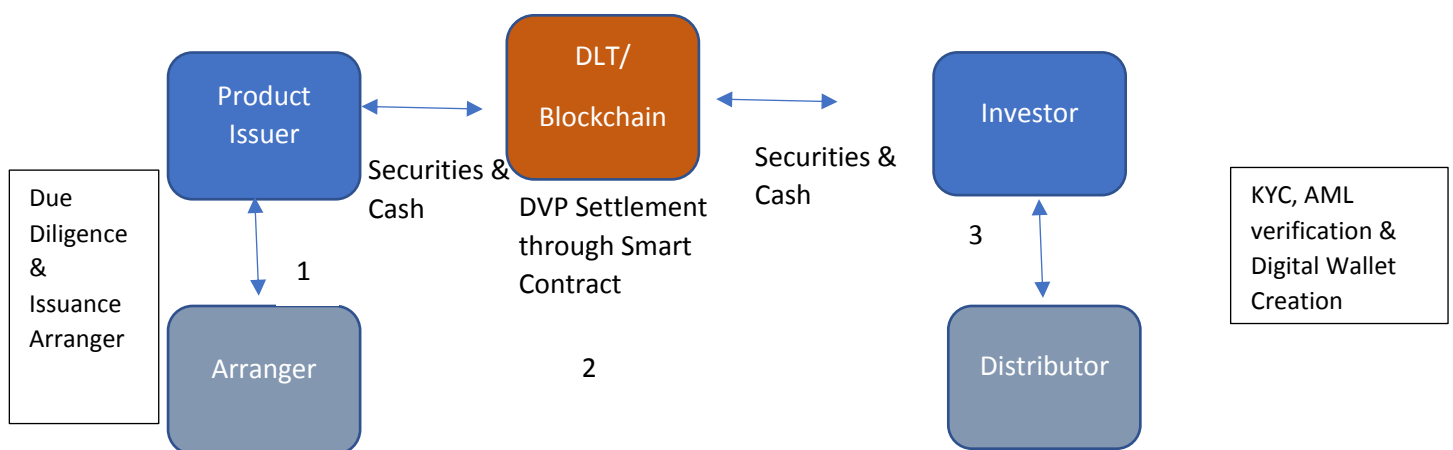 DLT/
Blockchain
Product
Issuer
Investor
Securities &
Cash
Securities &
Cash
DVP Settlement
through Smart
Contract
Due
Diligence
&
Issuance
Arranger
KYC, AML
verification &
Digital Wallet
Creation
1
2
3
Arranger
Distributor